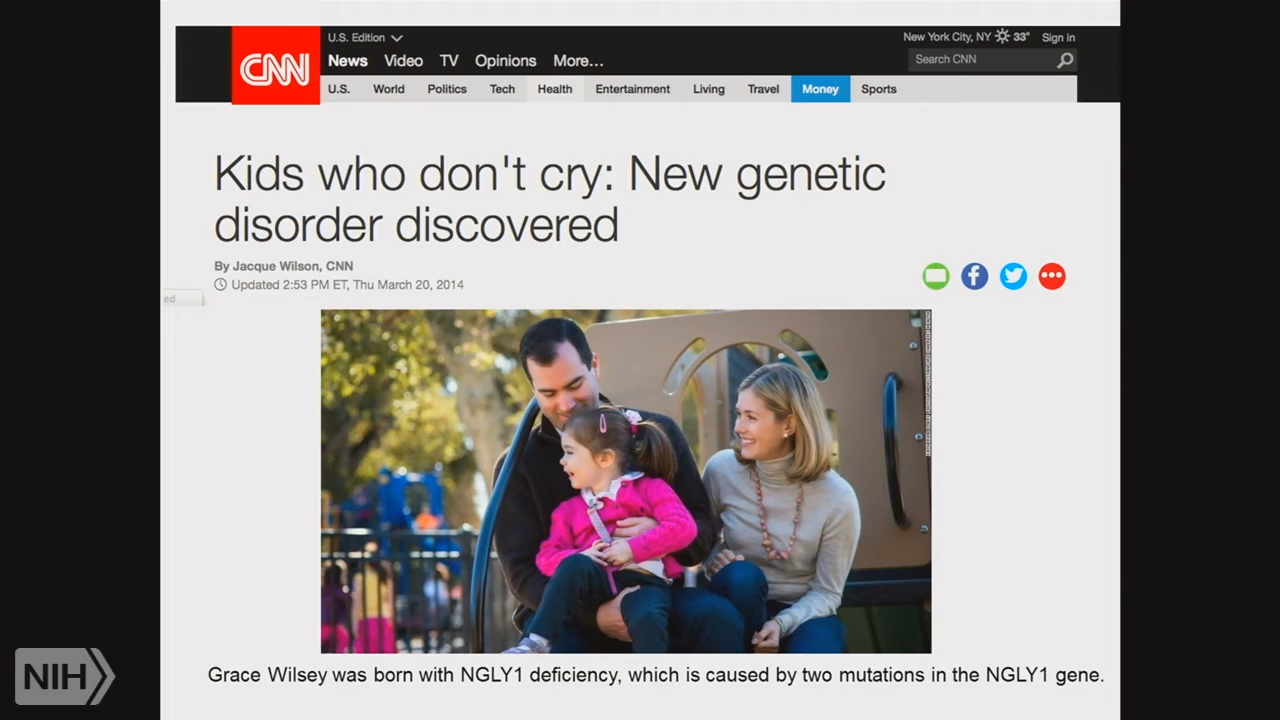 CNN
U.S. Edition
New York City, NY 33° Sign in
News Video TV Opinions More...
Search CNN
U.S. World Politics Tech Health Entertainment Living Travel Money Sports
Kids who don't cry: New genetic
disorder discovered
By Jacque Wilson, CNN
Updated 2:53 PM ET, Thu March 20, 2014
ed
Grace Wilsey was born with NGLY1 deficiency, which is caused by two mutations in the NGLY1 gene.
NIH